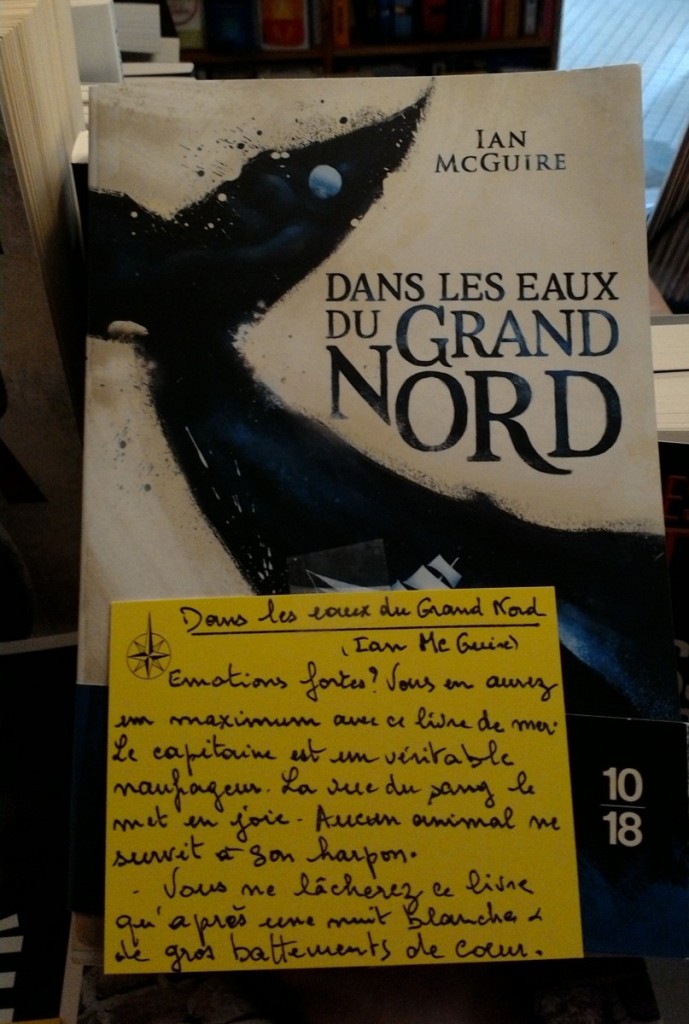 IAN
McGUIRE
DANS LES EAUX
DU GRAND
NORD
Dans les eaux du Grand Nord
(Ian Mc Guire)
Emotions fortes? Vous en aurez
un maximum avec ce livre de mer.
Le capitaine est un véritable
naufrageur. La vue du sang le
met en joie. Aucun animal ne
survit à son harpon.
- Vous ne lâcherez ce livre
qu'après une nuit blanche &
de gros battements de cœur.
10
18